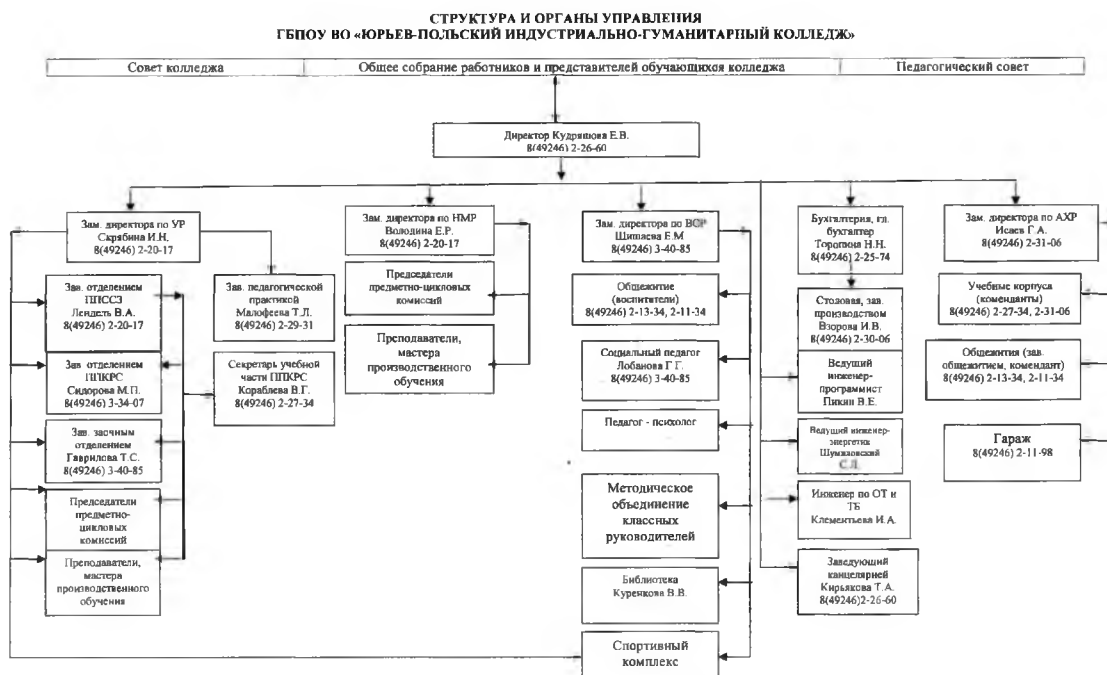 СТРУКТУРА И ОРГАНЫ УПРАВЛЕНИЯ
ГБПОУ ВО «ЮРЬЕВ-ПОЛЬСКИЙ ИНДУСТРИАЛЬНО-ГУМАНИТАРНЫЙ КОЛЛЕДЖ»
Совет колледжа
Общее собрание работников и представителей обучающихся колледжа
Педагогический совет
Директор Кудряшова Е.В.
8(49246) 2-26-60
Зам. директора по УР
Скрябина И.Н.
8(49246) 2-20-17
Зам. директора по НМР
Володина Е.Р.
8(49246) 2-20-17
Зам. директора по ВСР
Шишаева Е.М
8(49246) 3-40-85
Бухгалтерия, гл.
бухгалтер
Торопкина Н.Н.
8(49246) 2-25-74
Зам. директора по АХР
Исаев Г.А.
8(49246) 2-31-06
Зав. отделением
ППССЗ
Лендель В.А.
8(49246) 2-20-17
Зав отделением
ППКРС
Сидорова М.П.
8(49246) 3-34-07
Зав. заочным
отделением
Гаврилова Т.С.
8(49246) 3-40-85
Председатели
предметно-
цикловых
комиссий
Преподаватели,
мастера
производственного
обучения
Зав. педагогической
практикой
Малофеева Т.Л.
8(49246) 2-29-31
Секретарь учебной
части ППКРС
Кораблева В.Г.
8(49246) 2-27-34
Председатели
предметно-цикловых
комиссий
Преподаватели,
мастера
производственного
обучения
Общежитие
(воспитатели)
8(49246) 2-13-34, 2-11-34
Социальный педагог
Лобанова Г Г.
8(49246) 3-40-85
Педагог - психолог
Методическое
объединение
классных
руководителей
Библиотека
Куренкова В.В.
Спортивный
комплекс
Столовая, зав.
производством
Взорова И.В.
8(49246) 2-30-06
Ведущий
инженер-
программист
Пикин В.Е.
Ведущий инженер-
энергетик
С.Л.
Инженер по ОТ и
ТБ
Клементьева И.А.
Заведующий
канцелярией
Кирьякова Т.А.
8(49246)2-26-60
Учебные корпуса
(коменданты)
8(49246) 2-27-34, 2-31-06
Общежития (зав.
общежитием, комендант)
8(49246) 2-13-34, 2-11-34
Гараж
8(49246) 2-11-98